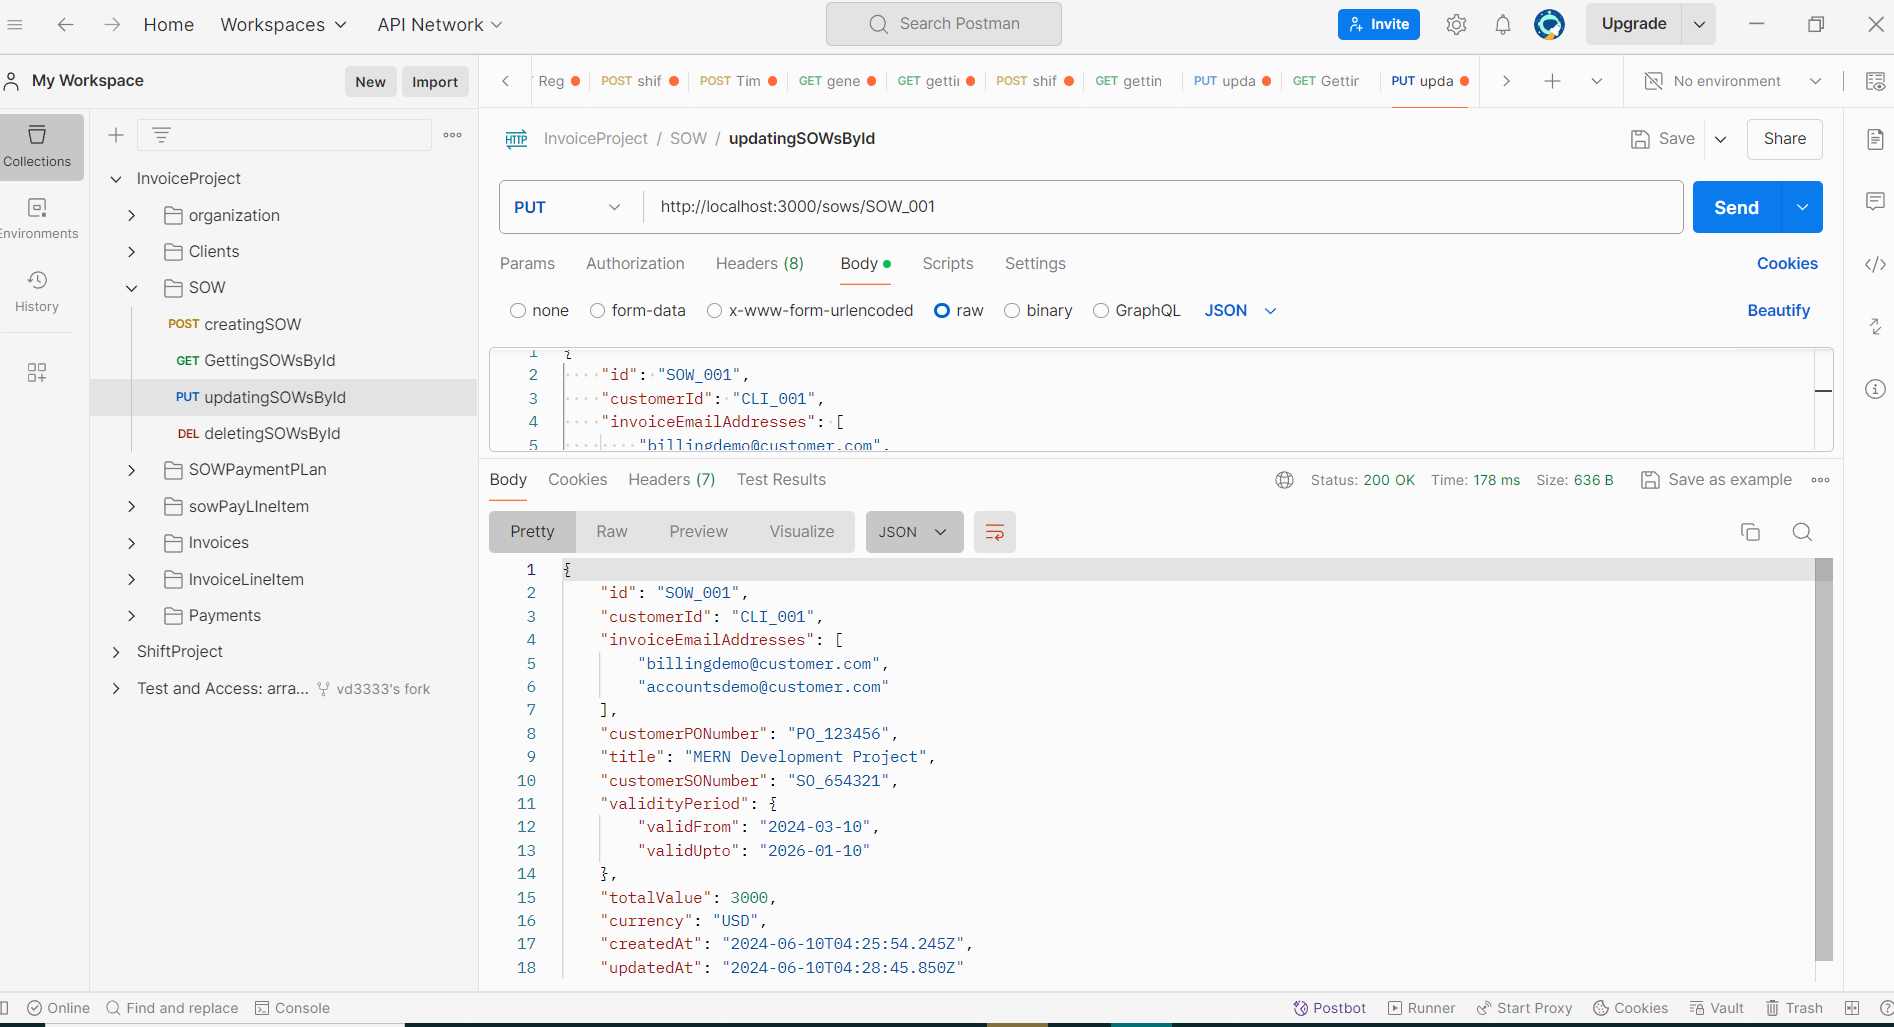 Home Workspaces API Network Search Postman Invite Upgrade
My Workspace New Import
Reg POST shif POST Tim GET gene GET getti POST shif GET gettin PUT upda GET Gettir PUT upda No environment
Collections
Environments
History
InvoiceProject
organization
Clients
SOW
POST creatingSOW
GET GettingSOWsById
PUT updatingSOWsById
DEL deletingSOWsById
SOWPaymentPLan
sowPayLIneItem
Invoices
InvoiceLineItem
Payments
ShiftProject
Test and Access: arra... vd3333's fork
HTTP InvoiceProject / SOW / updatingSOWsById Save Share
PUT http://localhost:3000/sows/SOW_001 Send
Params Authorization Headers (8) Body Scripts Settings Cookies
none form-data x-www-form-urlencoded raw binary GraphQL JSON Beautify
1 {
2 "id": "SOW_001",
3 "customerId": "CLI_001",
4 "invoiceEmailAddresses": [
5 "billingdemo@customer.com",
Body Cookies Headers (7) Test Results Status: 200 OK Time: 178 ms Size: 636 B Save as example
Pretty Raw Preview Visualize JSON
1 {
2 "id": "SOW_001",
3 "customerId": "CLI_001",
4 "invoiceEmailAddresses": [
5 "billingdemo@customer.com",
6 "accountsdemo@customer.com"
7 ],
8 "customerPONumber": "PO_123456",
9 "title": "MERN Development Project",
10 "customerSONumber": "SO_654321",
11 "validityPeriod": {
12 "validFrom": "2024-03-10",
13 "validUpto": "2026-01-10"
14 },
15 "totalValue": 3000,
16 "currency": "USD",
17 "createdAt": "2024-06-10T04:25:54.245Z",
18 "updatedAt": "2024-06-10T04:28:45.850Z"
Online Find and replace Console Postbot Runner Start Proxy Cookies Vault Trash